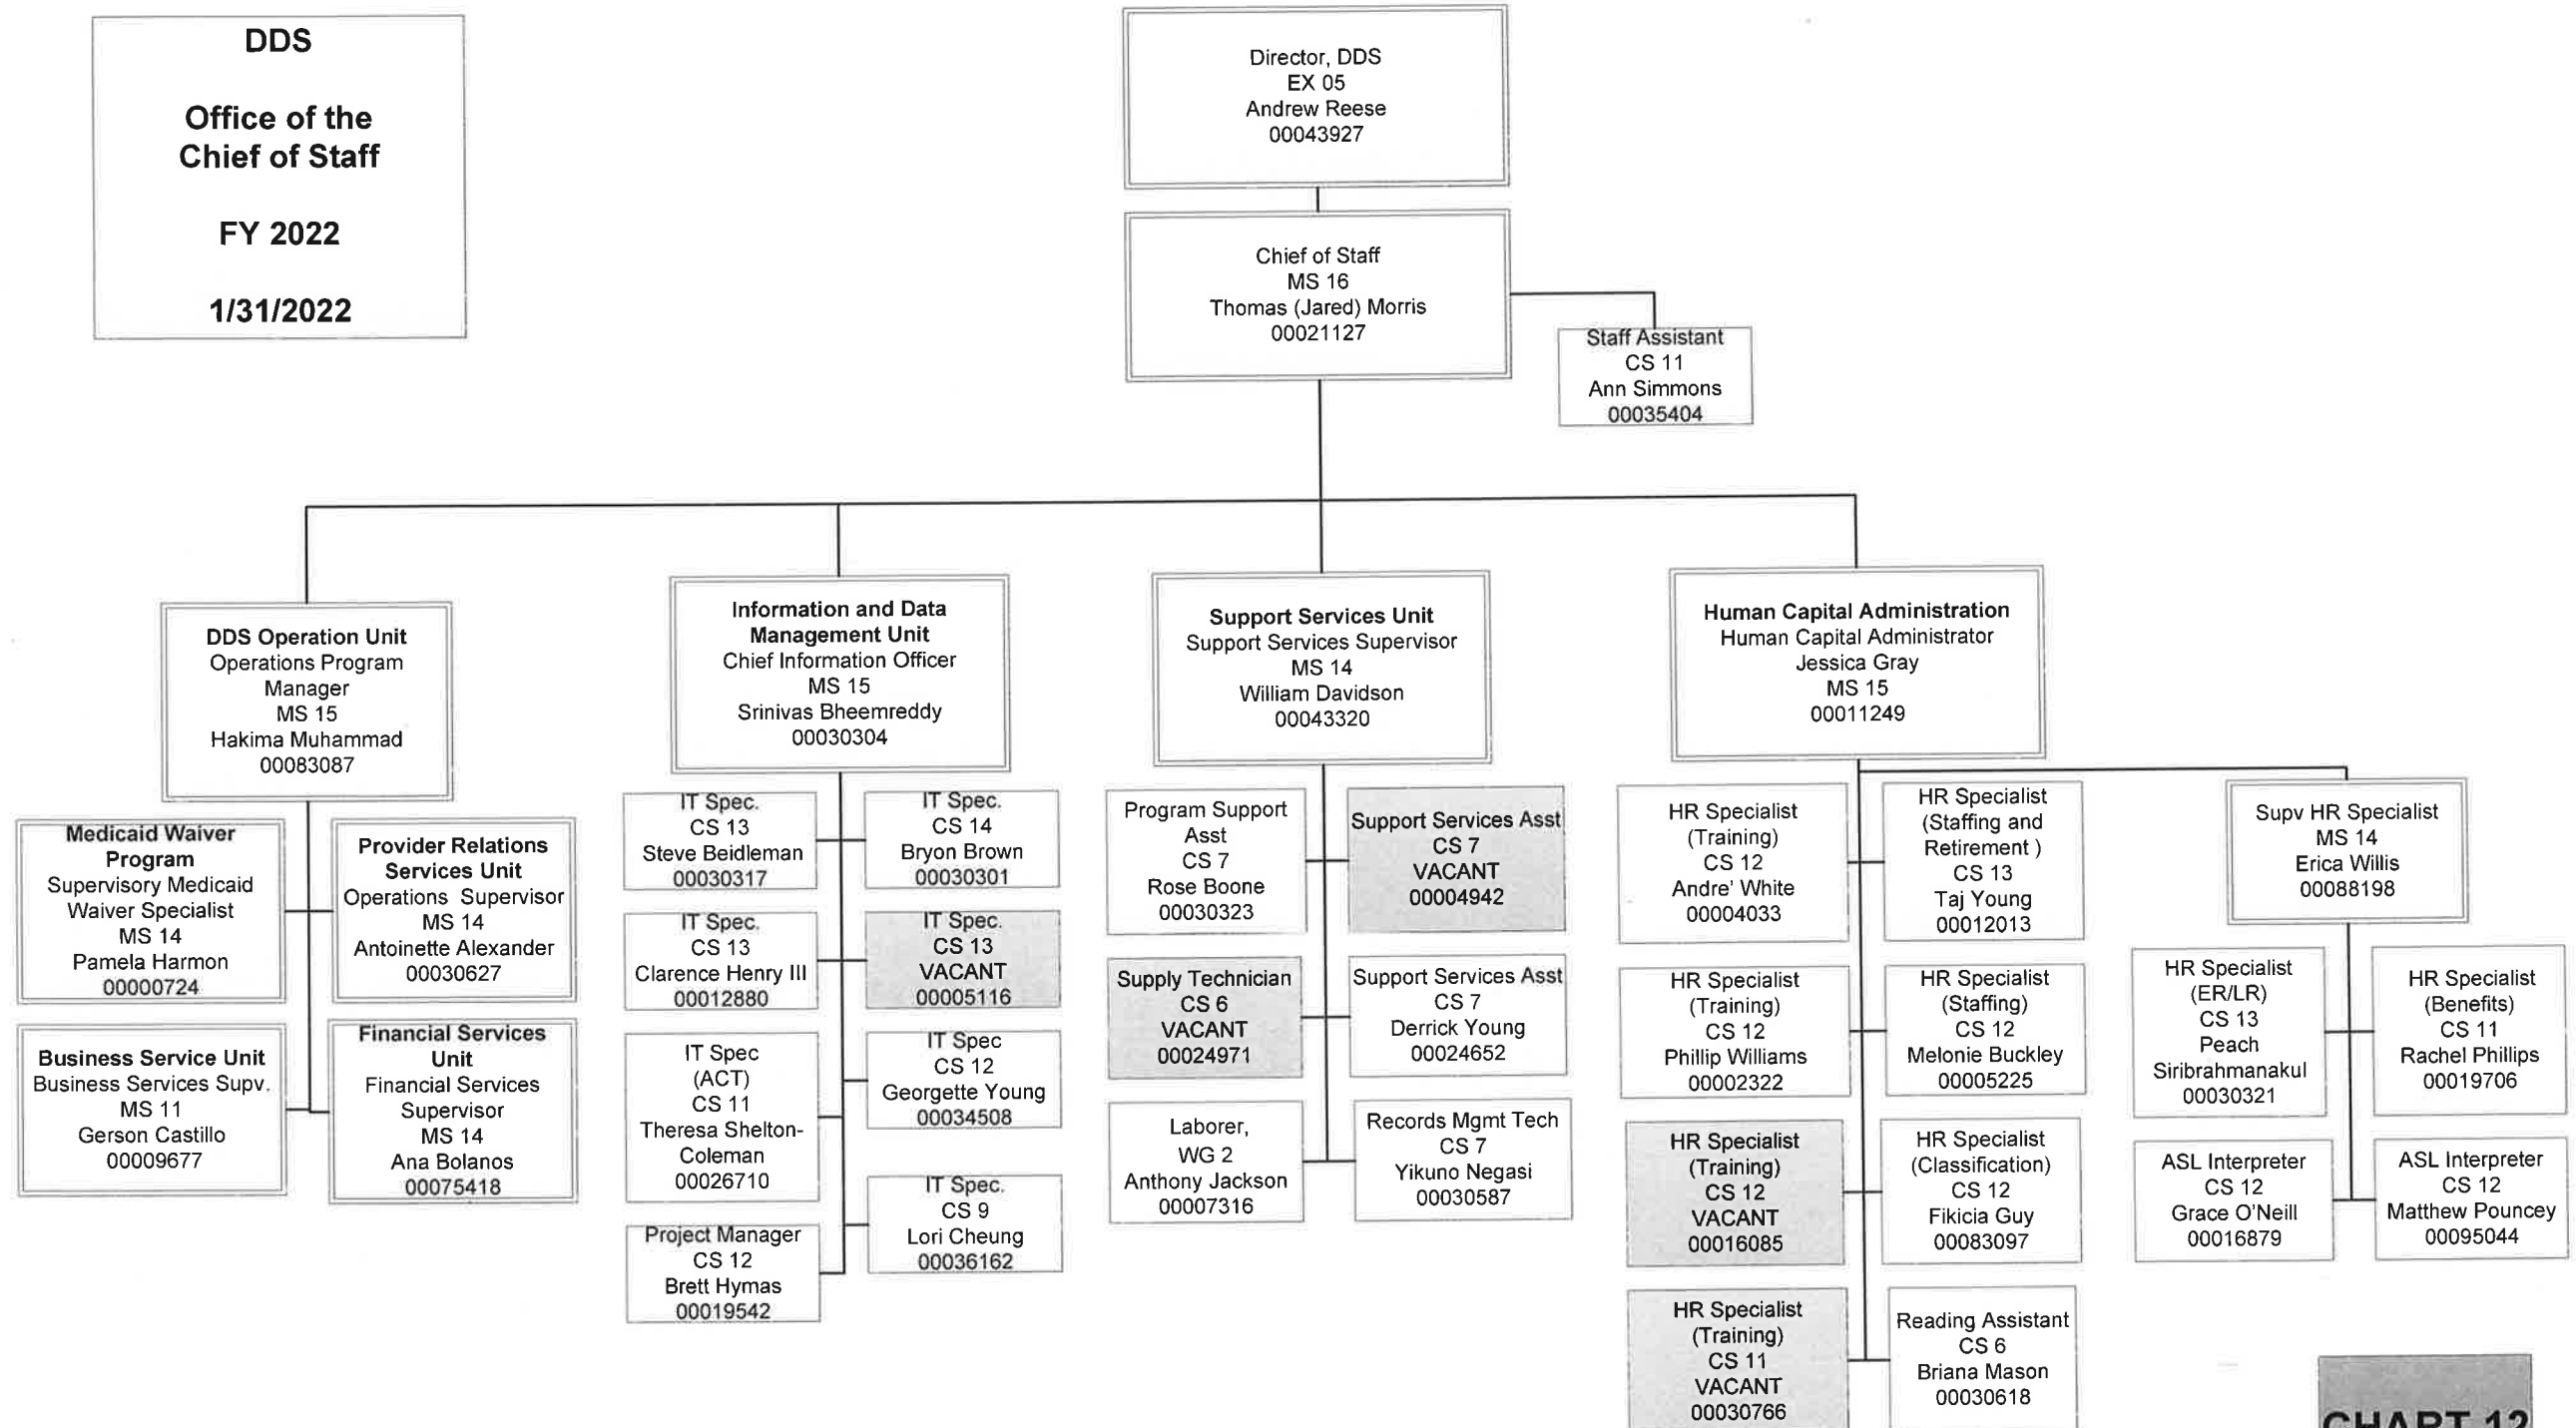 DDS
Office of the
Chief of Staff
FY 2022
1/31/2022
Director, DDS
EX 05
Andrew Reese
00043927
Chief of Staff
MS 16
Thomas (Jared) Morris
00021127
Staff Assistant
CS 11
Ann Simmons
00035404
DDS Operation Unit
Operations Program
Manager
MS 15
Hakima Muhammad
00083087
Medicaid Waiver
Program
Supervisory Medicaid
Waiver Specialist
MS 14
Pamela Harmon
00000724
Provider Relations
Services Unit
Operations Supervisor
MS 14
Antoinette Alexander
00030627
Business Service Unit
Business Services Supv.
MS 11
Gerson Castillo
00009677
Financial Services
Unit
Financial Services
Supervisor
MS 14
Ana Bolanos
00075418
Information and Data
Management Unit
Chief Information Officer
MS 15
Srinivas Bheemreddy
00030304
IT Spec.
CS 13
Steve Beidleman
00030317
IT Spec.
CS 14
Bryon Brown
00030301
IT Spec.
CS 13
Clarence Henry III
00012880
IT Spec.
CS 13
VACANT
00005116
IT Spec
(ACT)
CS 11
Theresa Shelton-
Coleman
00026710
IT Spec
CS 12
Georgette Young
00034508
Project Manager
CS 12
Brett Hymas
00019542
IT Spec.
CS 9
Lori Cheung
00036162
Support Services Unit
Support Services Supervisor
MS 14
William Davidson
00043320
Program Support
Asst
CS 7
Rose Boone
00030323
Support Services Asst
CS 7
VACANT
00004942
Supply Technician
CS 6
VACANT
00024971
Support Services Asst
CS 7
Derrick Young
00024652
Laborer,
WG 2
Anthony Jackson
00007316
Records Mgmt Tech
CS 7
Yikuno Negasi
00030587
Human Capital Administration
Human Capital Administrator
Jessica Gray
MS 15
00011249
HR Specialist
(Training)
CS 12
Andre' White
00004033
HR Specialist
(Staffing and
Retirement )
CS 13
Taj Young
00012013
HR Specialist
(Training)
CS 12
Phillip Williams
00002322
HR Specialist
(Staffing)
CS 12
Melonie Buckley
00005225
HR Specialist
(Training)
CS 12
VACANT
00016085
HR Specialist
(Classification)
CS 12
Fikicia Guy
00083097
HR Specialist
(Training)
CS 11
VACANT
00030766
Reading Assistant
CS 6
Briana Mason
00030618
Supv HR Specialist
MS 14
Erica Willis
00088198
HR Specialist
(ER/LR)
CS 13
Peach
Siribrahmanakul
00030321
HR Specialist
(Benefits)
CS 11
Rachel Phillips
00019706
ASL Interpreter
CS 12
Grace O'Neill
00016879
ASL Interpreter
CS 12
Matthew Pouncey
00095044
CHART 12